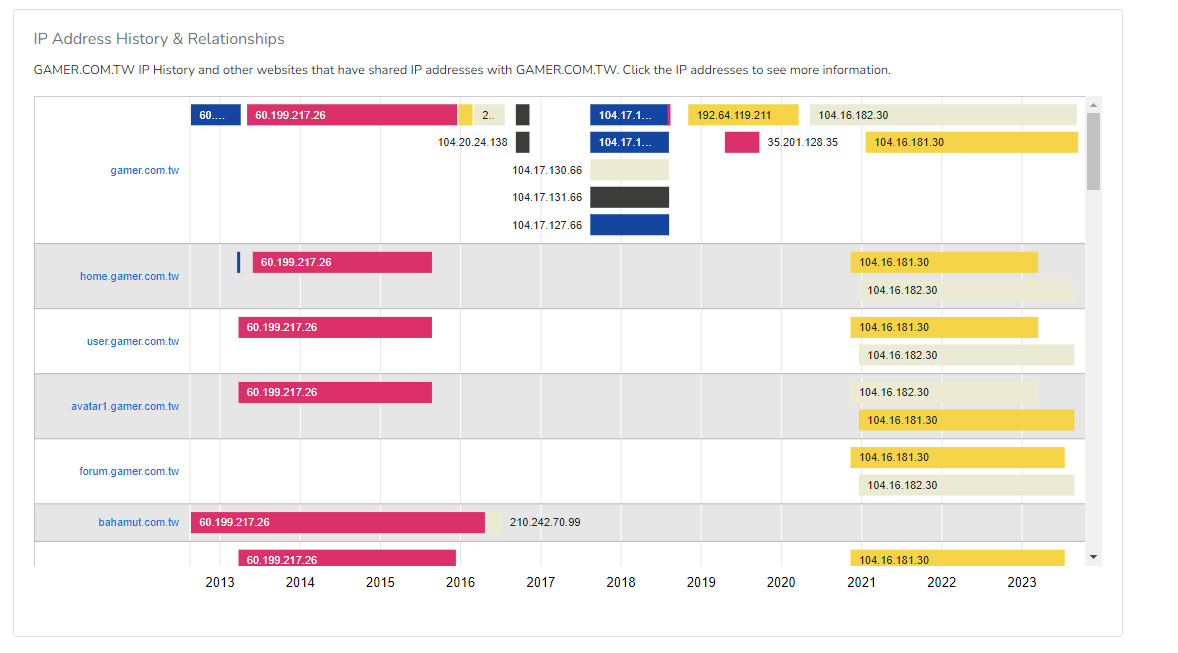 IP Address History & Relationships
GAMER.COM.TW IP History and other websites that have shared IP addresses with GAMER.COM.TW. Click the IP addresses to see more information.
60.... 60.199.217.26 2.. 104.17.1... 192.64.119.211 104.16.182.30
104.20.24.138 104.17.1... 35.201.128.35 104.16.181.30
gamer.com.tw 104.17.130.66
104.17.131.66
104.17.127.66
60.199.217.26 104.16.181.30
home.gamer.com.tw
104.16.182.30
60.199.217.26 104.16.181.30
user.gamer.com.tw
104.16.182.30
60.199.217.26 104.16.182.30
avatar1.gamer.com.tw
104.16.181.30
104.16.181.30
forum.gamer.com.tw
104.16.182.30
bahamut.com.tw 60.199.217.26 210.242.70.99
60.199.217.26 104.16.181.30
2013 2014 2015 2016 2017 2018 2019 2020 2021 2022 2023